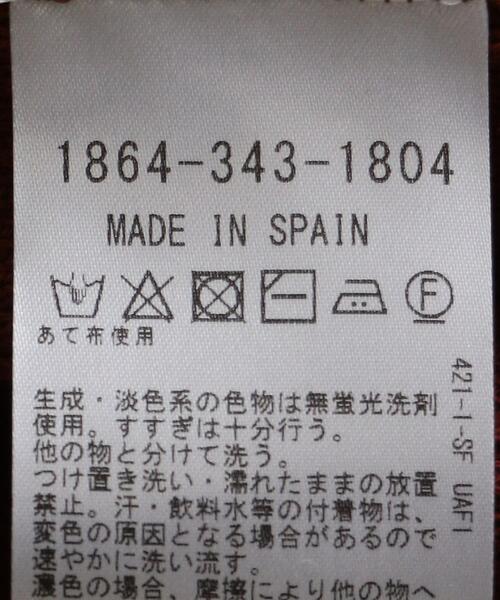 1864-343-1804
MADE IN SPAIN
F
あて布使用
生成・淡色系の色物は無蛍光洗剤
使用。すすぎは十分行う。
他の物と分けて洗う。
つけ置き洗い・濡れたままの放置
禁止。汗・飲料水等の付着物は、
変色の原因となる場合があるので
速やかに洗い流す。
濃色の場合、摩擦により他の物へ
421-1-SF UAF1